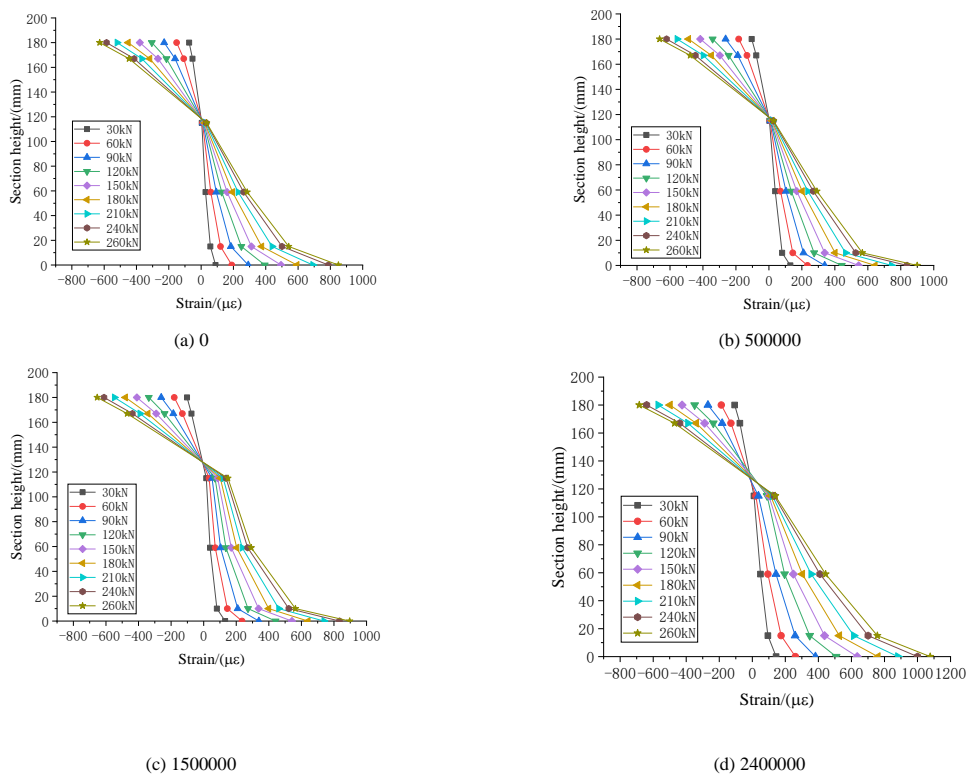 Section height/(mm)
200
180
160
140
120
100
80
60
40
20
0
30kN
60kN
90kN
120kN
150kN
180kN
210kN
240kN
260kN
−800 −600 −400 −200 0 200 400 600 800 1000
Strain/(με)
(a) 0
Section height/(mm)
200
180
160
140
120
100
80
60
40
20
0
30kN
60kN
90kN
120kN
150kN
180kN
210kN
240kN
260kN
−800 −600 −400 −200 0 200 400 600 800 1000
Strain/(με)
(b) 500000
Section height/(mm)
200
180
160
140
120
100
80
60
40
20
0
30kN
60kN
90kN
120kN
150kN
180kN
210kN
240kN
260kN
−800 −600 −400 −200 0 200 400 600 800 1000
Strain/(με)
(c) 1500000
Section height/(mm)
200
180
160
140
120
100
80
60
40
20
0
30kN
60kN
90kN
120kN
150kN
180kN
210kN
240kN
260kN
−800 −600 −400 −200 0 200 400 600 800 1000 1200
Strain/(με)
(d) 2400000